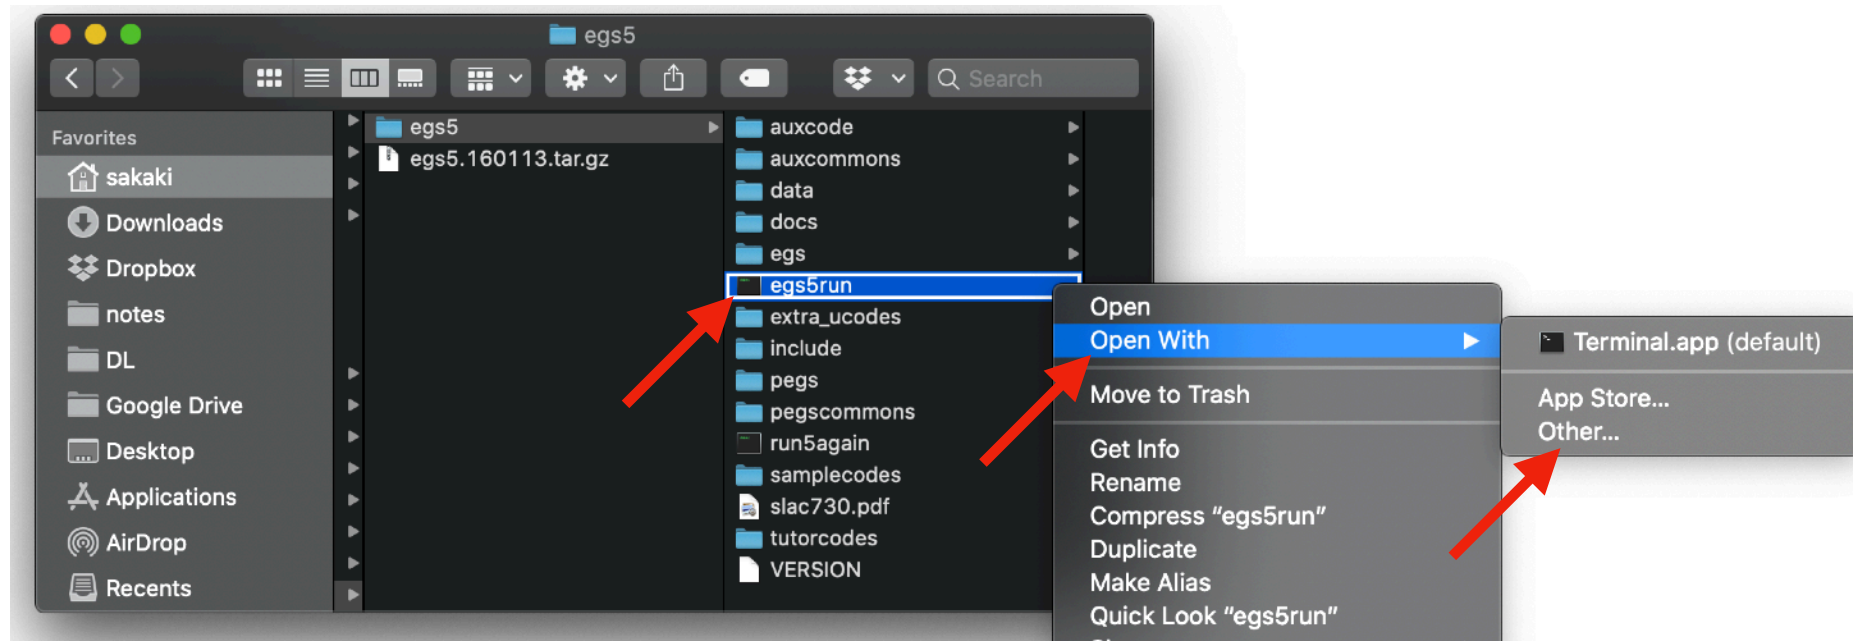 egs5
Search
Favorites
sakaki
Downloads
Dropbox
notes
DL
Google Drive
Desktop
Applications
AirDrop
Recents
egs5
egs5.160113.tar.gz
auxcode
auxcommons
data
docs
egs
egs5run
extra_ucodes
include
pegs
pegscommons
run5again
samplecodes
slac730.pdf
tutorcodes
VERSION
Open
Open With
Move to Trash
Get Info
Rename
Compress “egs5run”
Duplicate
Make Alias
Quick Look “egs5run”
Terminal.app (default)
App Store...
Other...